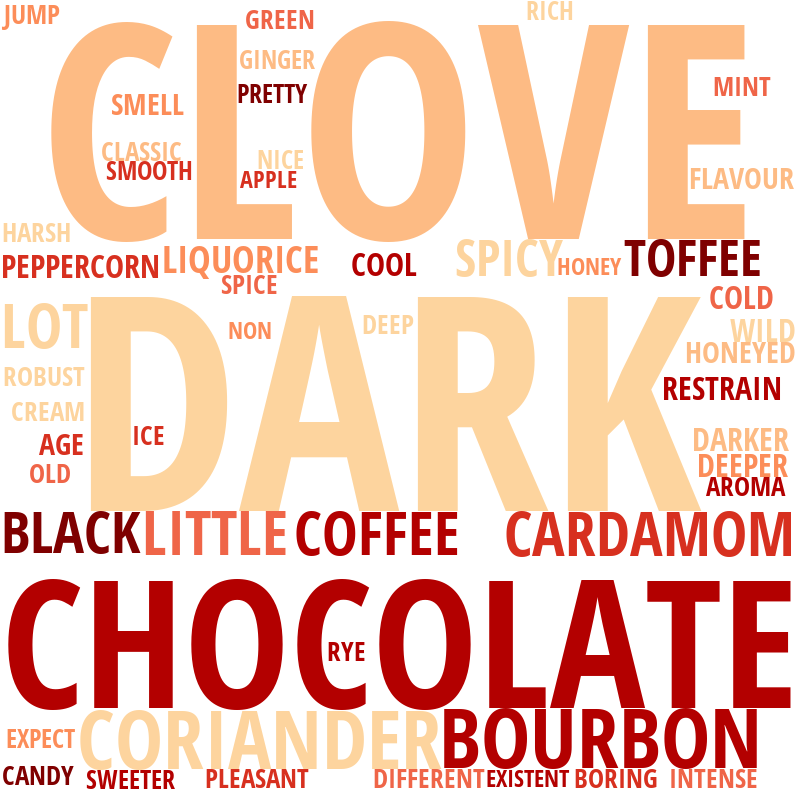 JUMP
GREEN
RICH
CLOVE
GINGER
PRETTY
MINT
SMELL
CLASSIC
SMOOTH
NICE
APPLE
FLAVOUR
HARSH
PEPPERCORN
LIQUORICE
SPICE
COOL
SPICY
HONEY
TOFFEE
COLD
LOT
DARK
NON
DEEP
WILD
HONEYED
ROBUST
RESTRAIN
CREAM
AGE
ICE
OLD
DARKER
DEEPER
AROMA
BLACK
LITTLE
COFFEE
CARDAMOM
CHOCOLATE
RYE
EXPECT
CORIANDER
BOURBON
CANDY
SWEETER
PLEASANT
DIFFERENT
EXISTENT
BORING
INTENSE